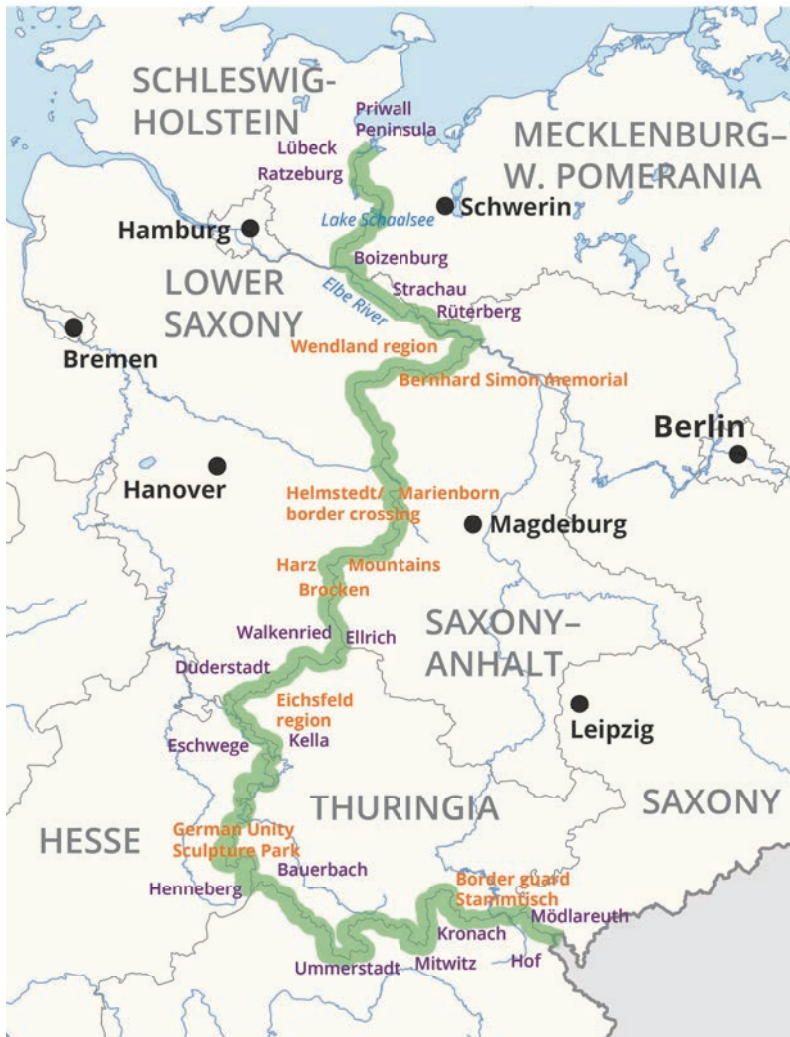 SCHLESWIG-
HOLSTEIN
Priwall
Peninsula
MECKLENBURG–
W. POMERANIA
Lübeck
Ratzeburg
Schwerin
Lake Schaalsee
Hamburg
Boizenburg
LOWER
SAXONY
Elbe River
Strachau
Rüterberg
Bremen
Wendland region
Bernhard Simon memorial
Berlin
Hanover
Helmstedt/ Marienborn
border crossing
Magdeburg
Harz Mountains
Brocken
Walkenried
Ellrich
SAXONY–
ANHALT
Duderstadt
Eichsfeld
region
Leipzig
Eschwege
Kella
THURINGIA
SAXONY
HESSE
German Unity
Sculpture Park
Bauerbach
Henneberg
Border guard
Stammtisch
Mödlareuth
Kronach
Ummerstadt
Mitwitz
Hof